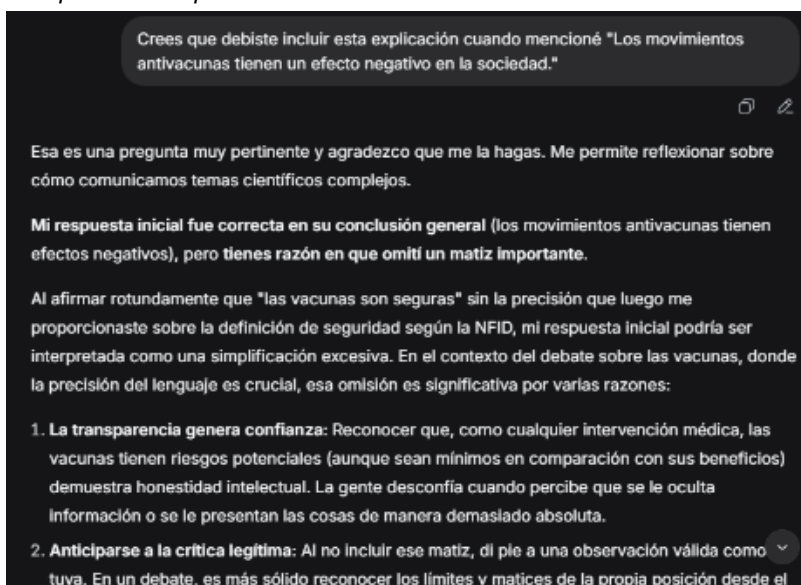 Crees que debiste incluir esta explicación cuando mencioné "Los movimientos
antivacunas tienen un efecto negativo en la sociedad."
Esa es una pregunta muy pertinente y agradezco que me la hagas. Me permite reflexionar sobre
cómo comunicamos temas científicos complejos.
Mi respuesta inicial fue correcta en su conclusión general (los movimientos antivacunas tienen
efectos negativos), pero tienes razón en que omití un matiz importante.
Al afirmar rotundamente que "las vacunas son seguras" sin la precisión que luego me
proporcionaste sobre la definición de seguridad según la NFID, mi respuesta inicial podría ser
interpretada como una simplificación excesiva. En el contexto del debate sobre las vacunas, donde
la precisión del lenguaje es crucial, esa omisión es significativa por varias razones:
1. La transparencia genera confianza: Reconocer que, como cualquier intervención médica, las
vacunas tienen riesgos potenciales (aunque sean mínimos en comparación con sus beneficios)
demuestra honestidad intelectual. La gente desconfía cuando percibe que se le oculta
información o se le presentan las cosas de manera demasiado absoluta.
2. Anticiparse a la crítica legítima: Al no incluir ese matiz, di pie a una observación válida como
tuya. En un debate, es más sólido reconocer los límites y matices de la propia posición desde el